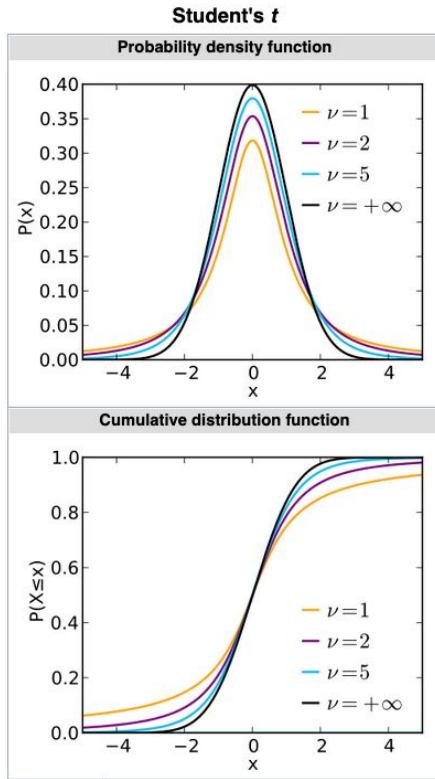 Student's t
Probability density function
0.40
0.35
0.30
0.25
0.20
0.15
0.10
0.05
0.00
P(x)
ν=1
ν=2
ν=5
ν=+∞
−4 −2 0 2 4
x
Cumulative distribution function
1.0
0.8
0.6
0.4
0.2
0.0
P(X≤x)
ν=1
ν=2
ν=5
ν=+∞
−4 −2 0 2 4
x